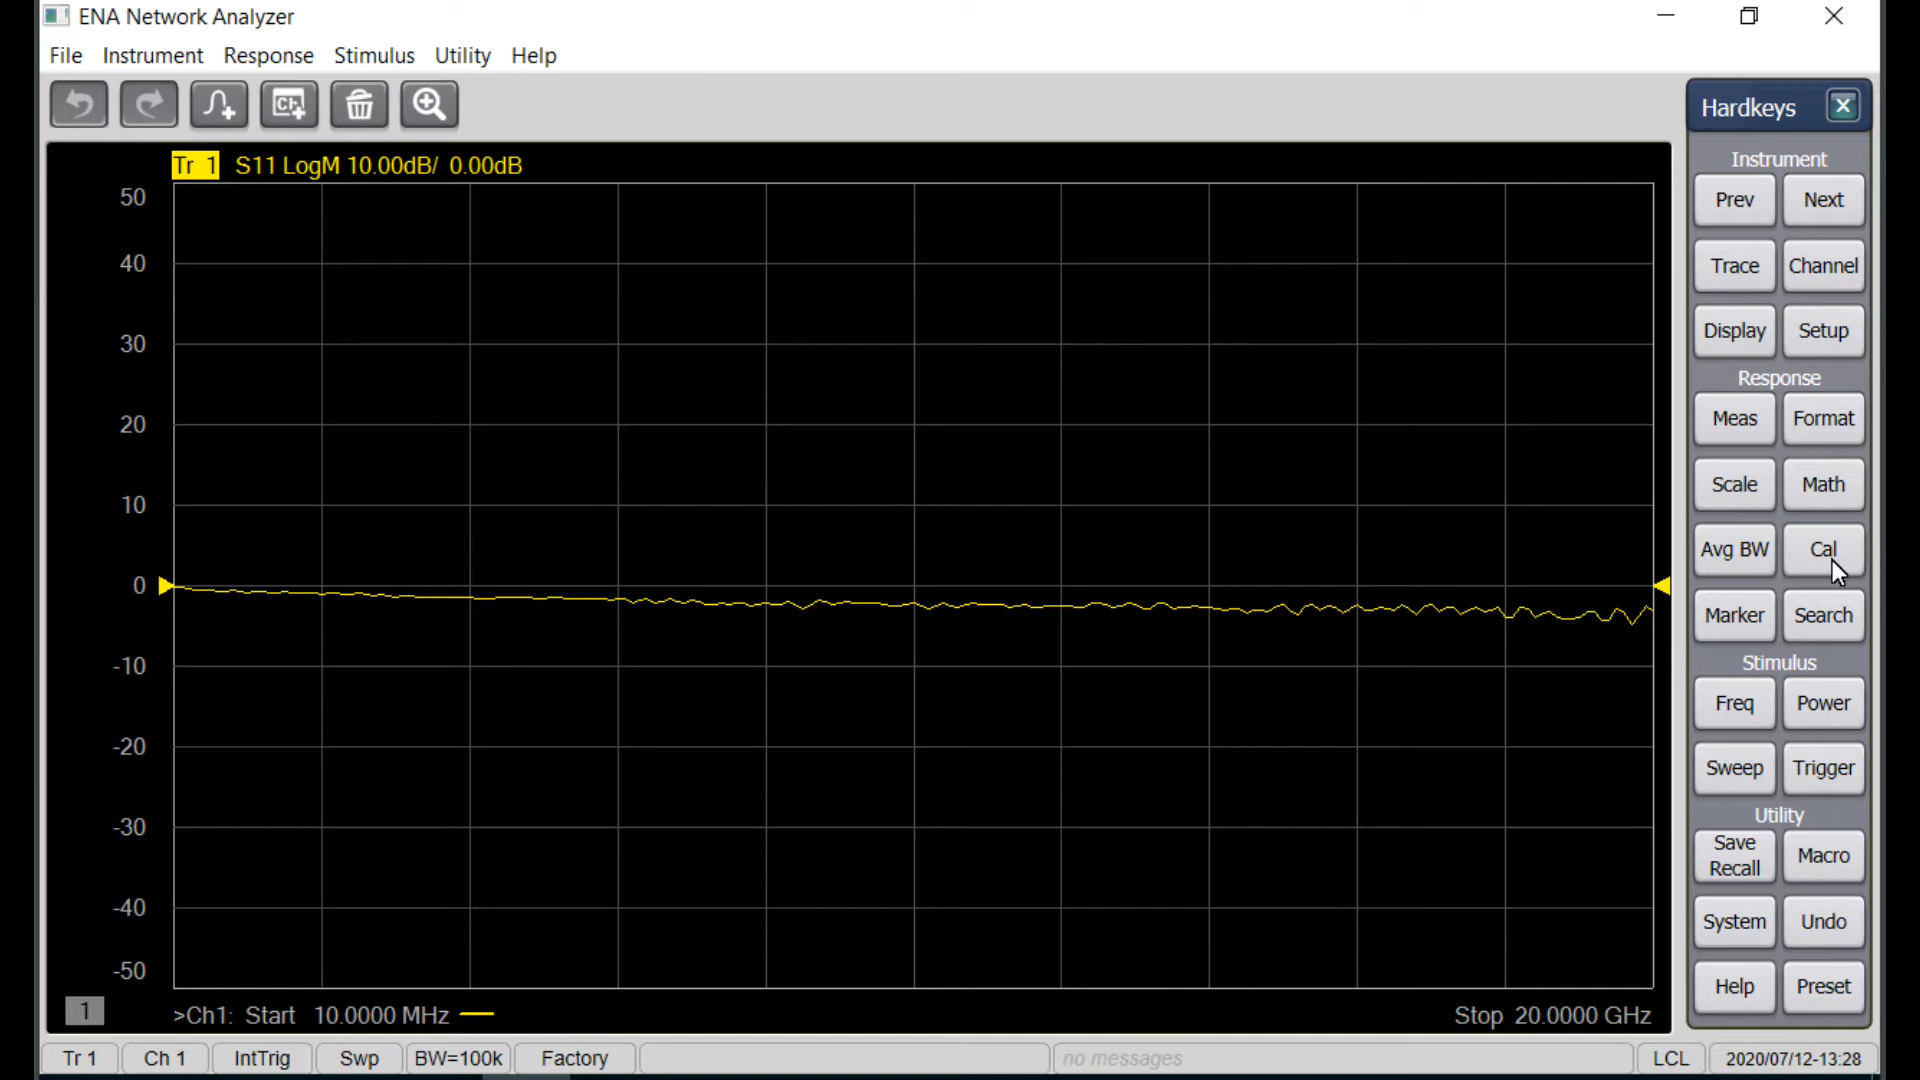 ENA Network Analyzer
File Instrument Response Stimulus Utility Help
Ch
Hardkeys
Tr 1 S11 LogM 10.00dB/ 0.00dB
50
40
30
20
10
0
-10
-20
-30
-40
-50
1 >Ch1: Start 10.0000 MHz Stop 20.0000 GHz
Instrument
Prev Next
Trace Channel
Display Setup
Response
Meas Format
Scale Math
Avg BW Cal
Marker Search
Stimulus
Freq Power
Sweep Trigger
Utility
Save Recall Macro
System Undo
Help Preset
Tr 1 Ch 1 IntTrig Swp BW=100k Factory no messages LCL 2020/07/12-13:28